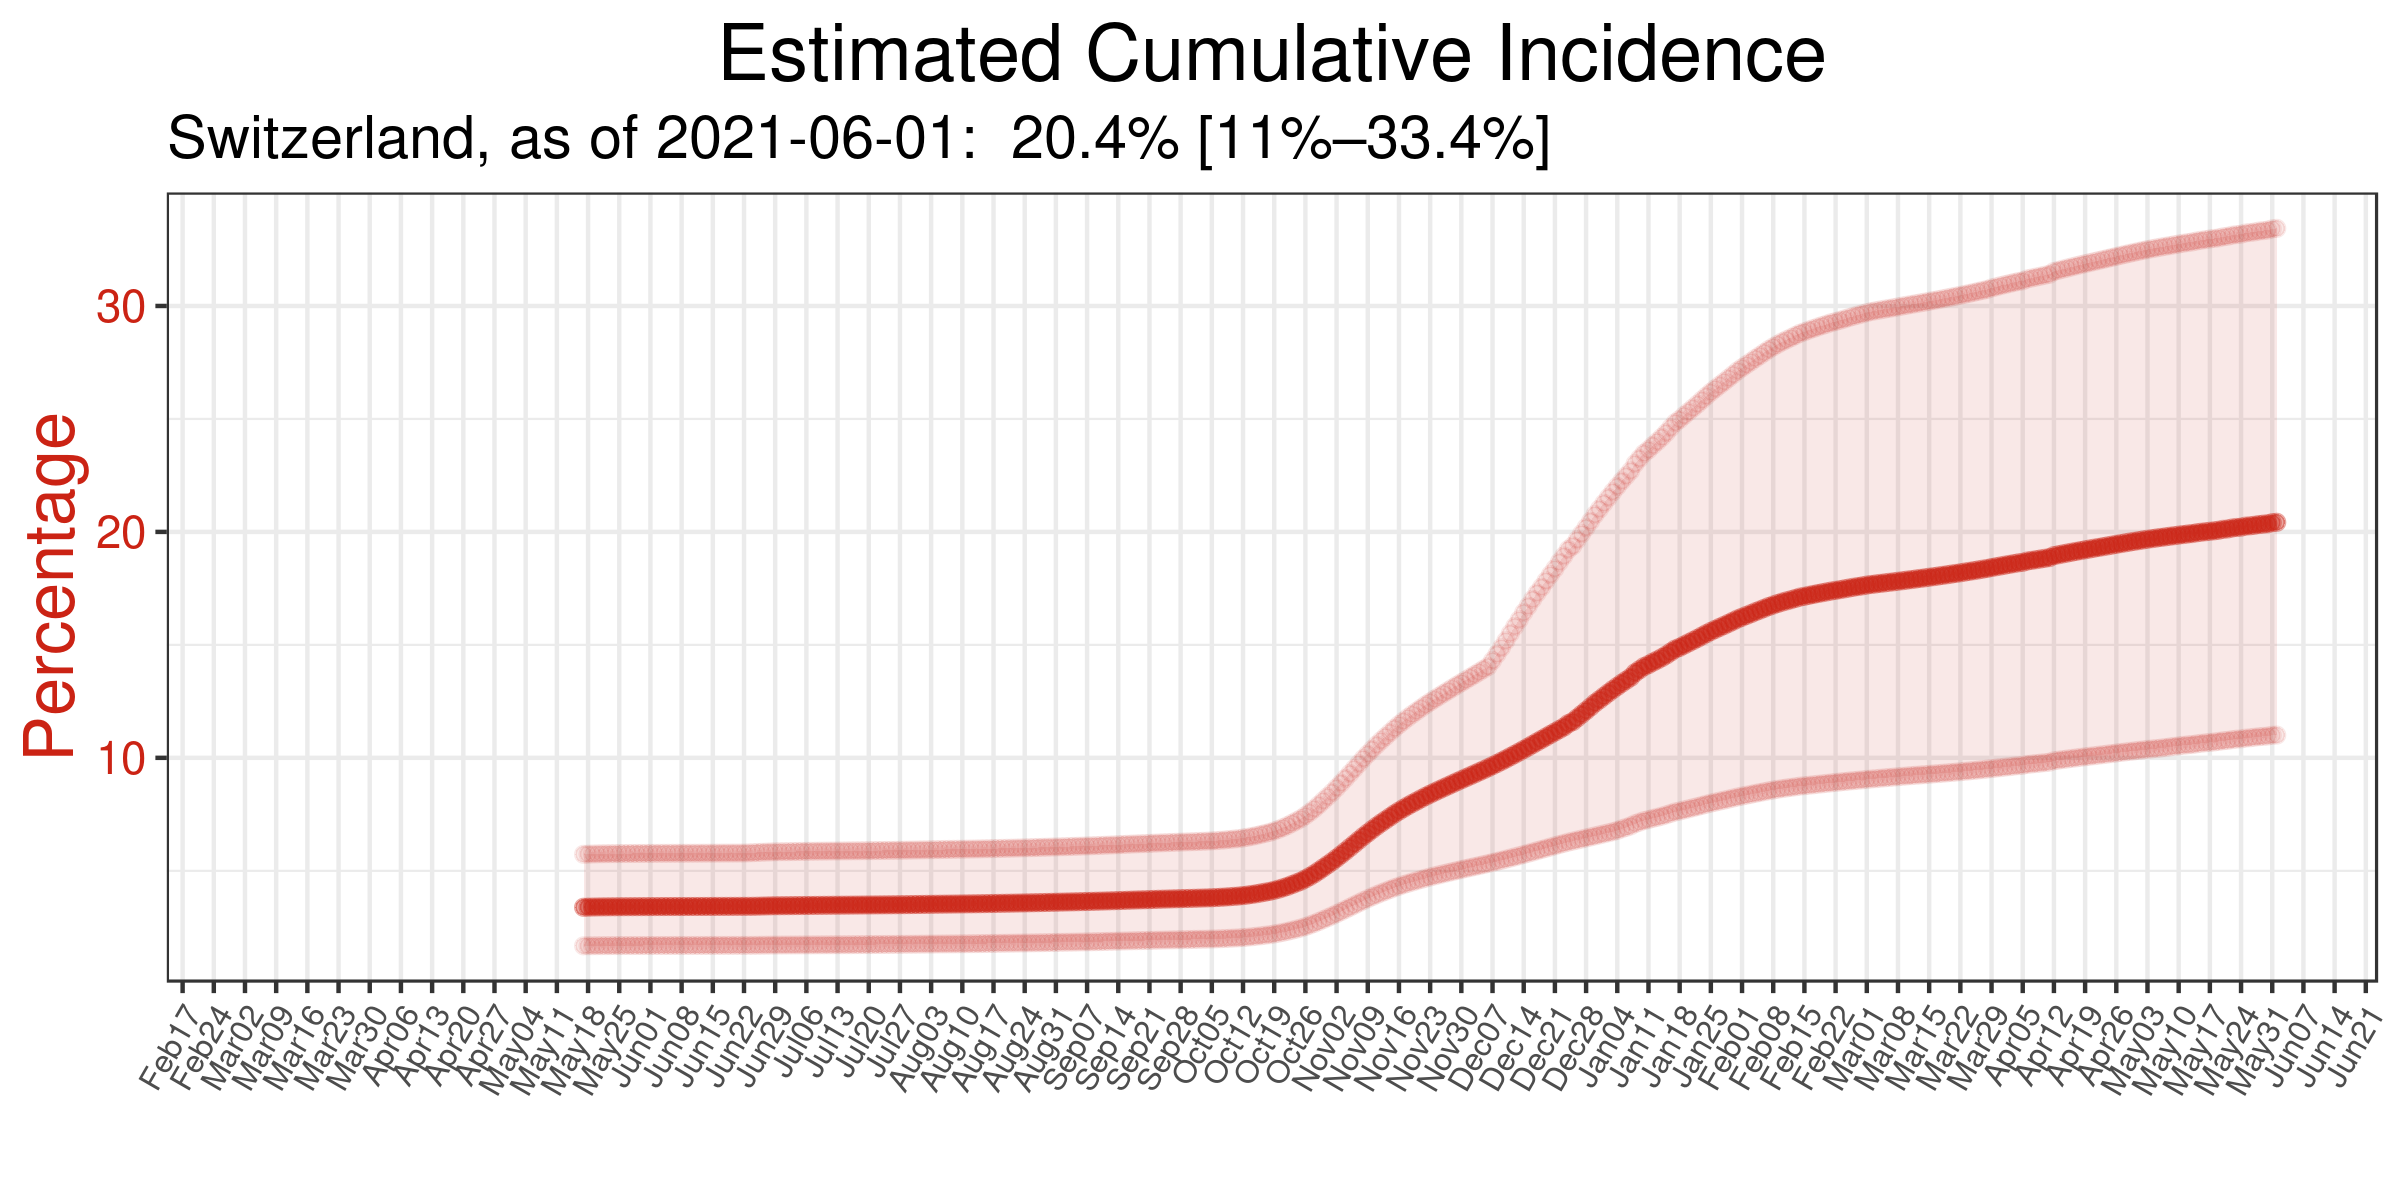 Estimated Cumulative Incidence
Switzerland, as of 2021-06-01:  20.4% [11%–33.4%]
Percentage
30
20
10
Feb17
Feb24
Mar02
Mar09
Mar16
Mar23
Mar30
Apr06
Apr13
Apr20
Apr27
May04
May11
May18
May25
Jun01
Jun08
Jun15
Jun22
Jun29
Jul06
Jul13
Jul20
Jul27
Aug03
Aug10
Aug17
Aug24
Aug31
Sep07
Sep14
Sep21
Sep28
Oct05
Oct12
Oct19
Oct26
Nov02
Nov09
Nov16
Nov23
Nov30
Dec07
Dec14
Dec21
Dec28
Jan04
Jan11
Jan18
Jan25
Feb01
Feb08
Feb15
Feb22
Mar01
Mar08
Mar15
Mar22
Mar29
Apr05
Apr12
Apr19
Apr26
May03
May10
May17
May24
May31
Jun07
Jun14
Jun21